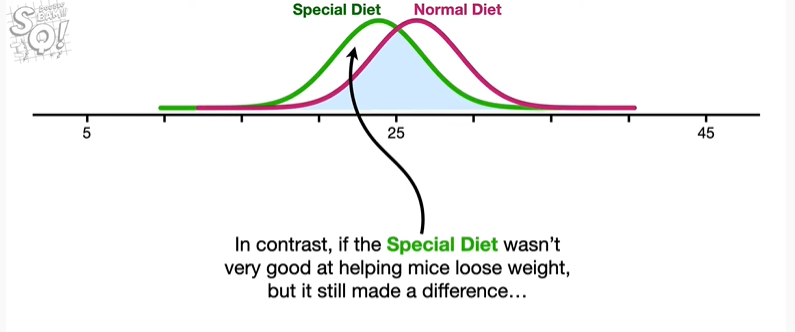 Special Diet Normal Diet
5 25 45
In contrast, if the Special Diet wasn’t
very good at helping mice loose weight,
but it still made a difference…